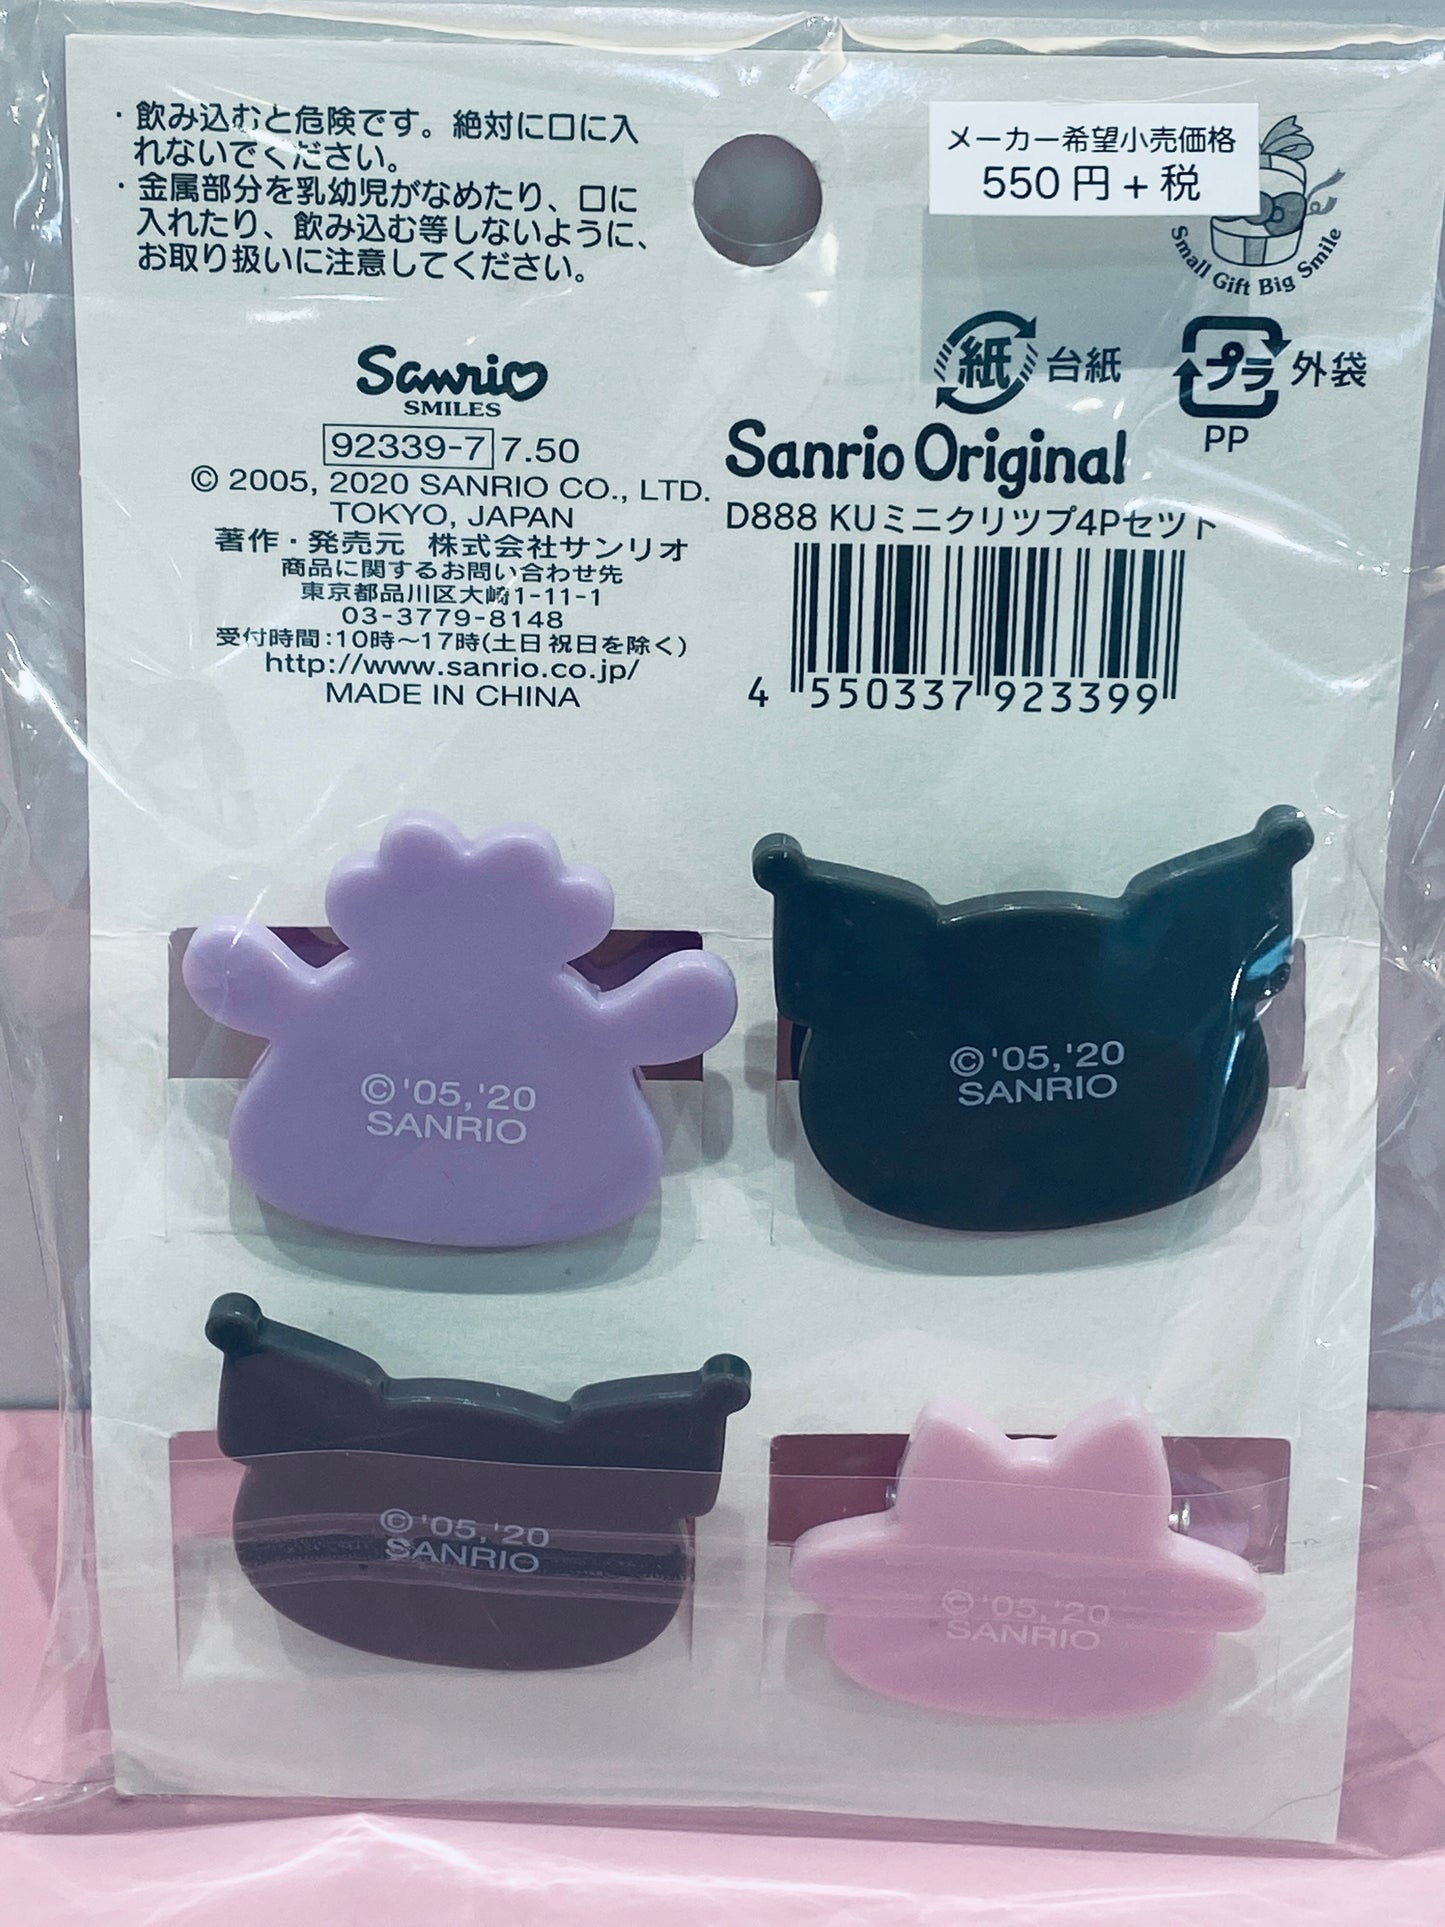 ・飲み込むと危険です。絶対に口に入
れないでください。
・金属部分を乳幼児がなめたり、口に
入れたり、飲み込む等しないように、
お取り扱いに注意してください。
メーカー希望小売価格
550円+税
Small Gift Big Smile
紙 台紙
プラ 外袋
PP
Sanrio
SMILES
92339-7 7.50
© 2005, 2020 SANRIO CO., LTD.
TOKYO, JAPAN
著作・発売元 株式会社サンリオ
商品に関するお問い合わせ先
東京都品川区大崎1-11-1
03-3779-8148
受付時間:10時〜17時(土日祝日を除く)
http://www.sanrio.co.jp/
MADE IN CHINA
Sanrio Original
D888 KUミニクリツプ4Pセツト
4 550337 923399
© '05, '20
SANRIO
© '05, '20
SANRIO
© '05, '20
SANRIO
© '05, '20
SANRIO